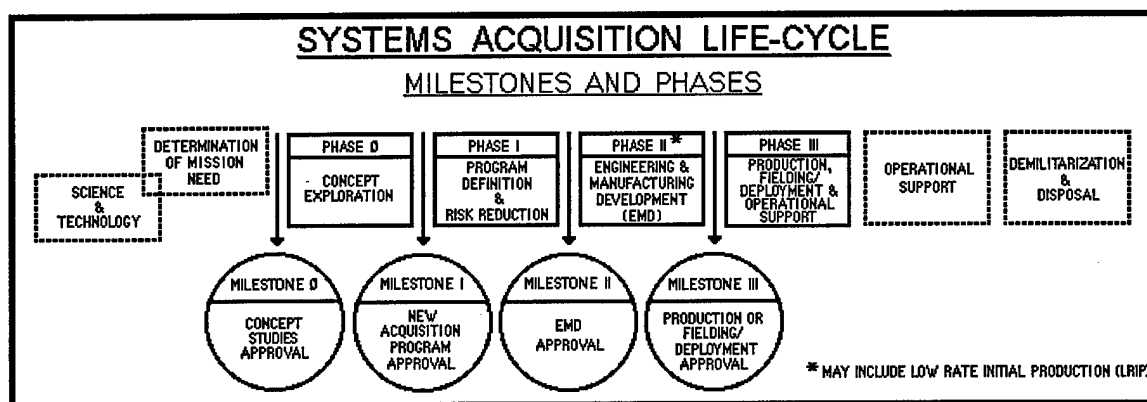 SYSTEMS ACQUISITION LIFE-CYCLE
MILESTONES AND PHASES
SCIENCE
&
TECHNOLOGY
DETERMINATION
OF MISSION
NEED
PHASE 0
CONCEPT
EXPLORATION
PHASE I
PROGRAM
DEFINITION
&
RISK REDUCTION
PHASE II *
ENGINEERING &
MANUFACTURING
DEVELOPMENT
(EMD)
PHASE III
PRODUCTION,
FIELDING/
DEPLOYMENT &
OPERATIONAL
SUPPORT
OPERATIONAL
SUPPORT
DEMILITARIZATION
&
DISPOSAL
MILESTONE 0
CONCEPT
STUDIES
APPROVAL
MILESTONE I
NEW
ACQUISITION
PROGRAM
APPROVAL
MILESTONE II
EMD
APPROVAL
MILESTONE III
PRODUCTION OR
FIELDING/
DEPLOYMENT
APPROVAL
* MAY INCLUDE LOW RATE INITIAL PRODUCTION (LRIP)